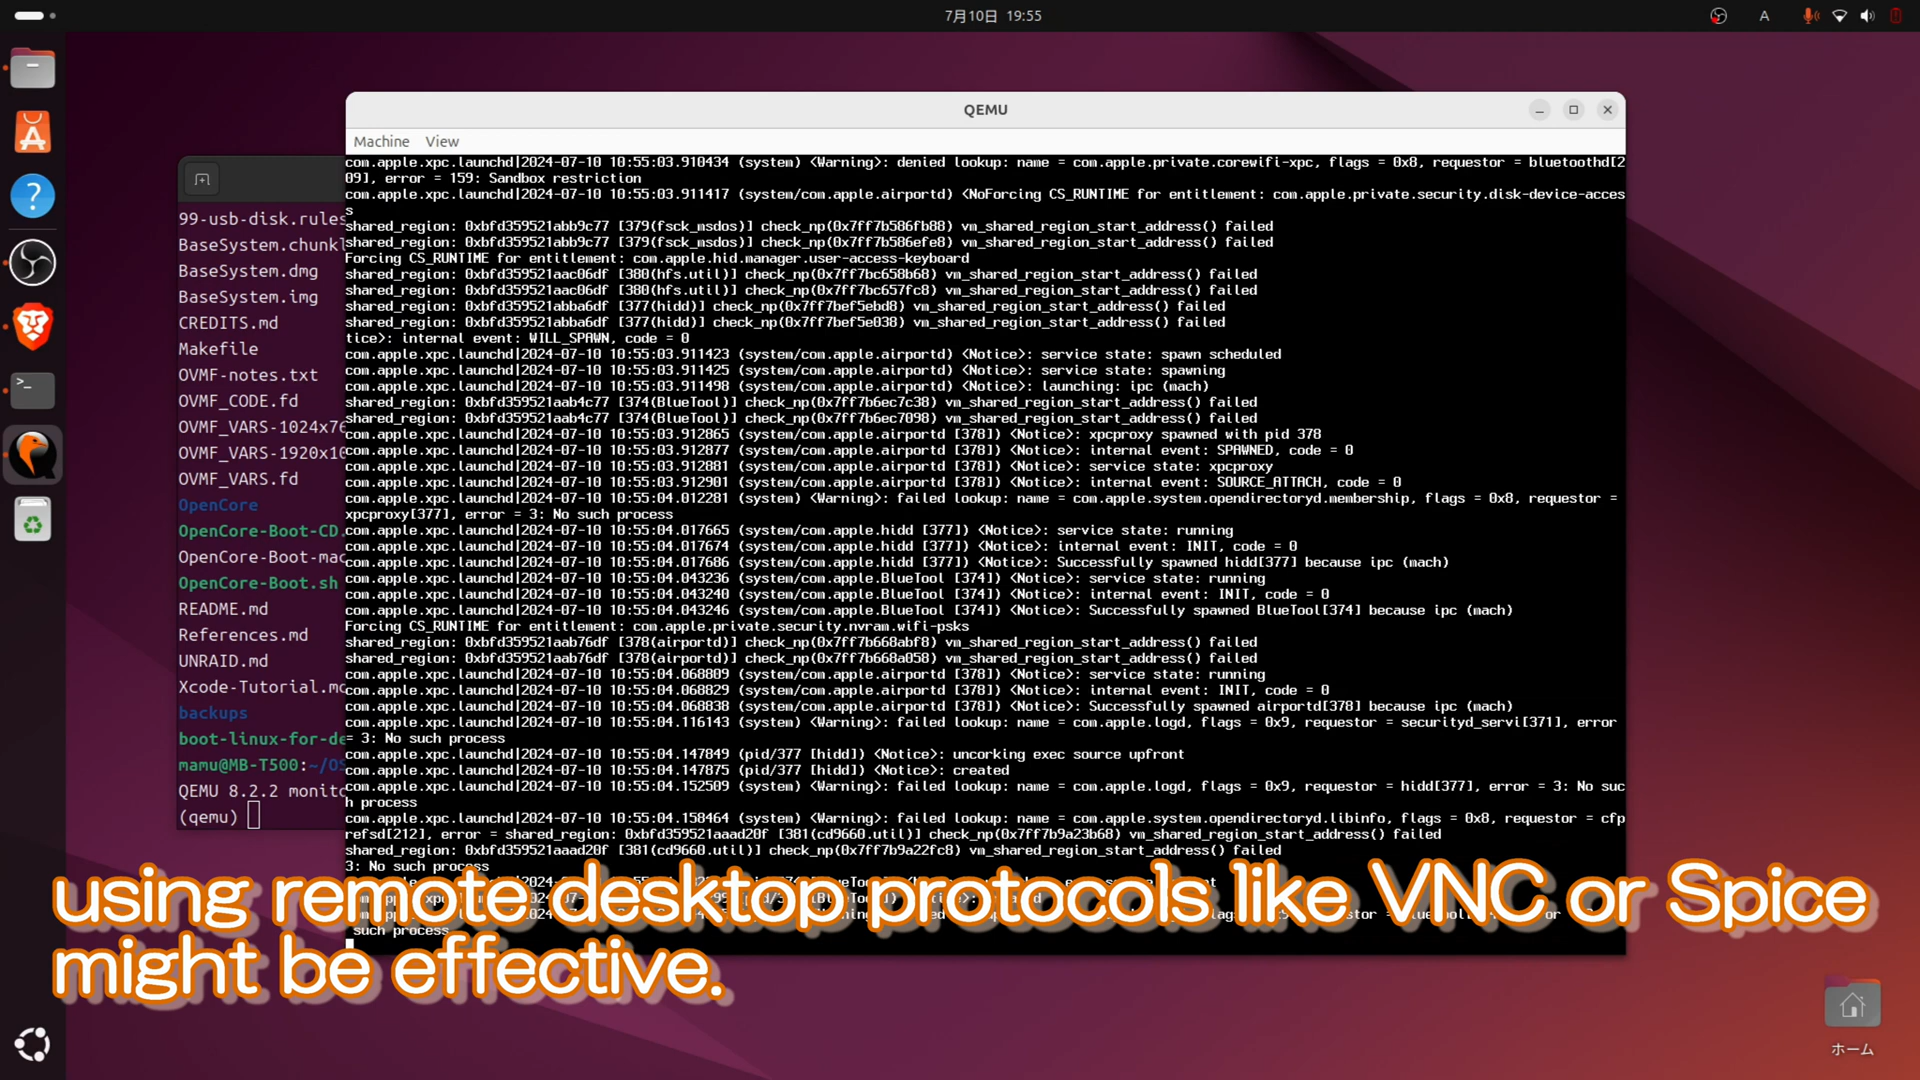 7月10日 19:55
A
QEMU
Machine View
99-usb-disk.rules
BaseSystem.chunkl
BaseSystem.dmg
BaseSystem.img
CREDITS.md
Makefile
OVMF-notes.txt
OVMF_CODE.fd
OVMF_VARS-1024x76
OVMF_VARS-1920x10
OVMF_VARS.fd
OpenCore
OpenCore-Boot-CD.
OpenCore-Boot-mac
OpenCore-Boot.sh
README.md
References.md
UNRAID.md
Xcode-Tutorial.md
backups
boot-linux-for-de
mamu@MB-T500:~/OS
QEMU 8.2.2 monito
(qemu)
com.apple.xpc.launchd|2024-07-10 10:55:03.910434 (system) <Warning>: denied lookup: name = com.apple.private.corewifi-xpc, flags = 0x8, requestor = bluetoothd[2
09], error = 159: Sandbox restriction
com.apple.xpc.launchd|2024-07-10 10:55:03.911417 (system/com.apple.airportd) <NoForcing CS_RUNTIME for entitlement: com.apple.private.security.disk-device-acces
s
shared_region: 0xbfd359521abb9c77 [379(fsck_msdos)] check_np(0x7ff7b586fb88) vm_shared_region_start_address() failed
shared_region: 0xbfd359521abb9c77 [379(fsck_msdos)] check_np(0x7ff7b586efe8) vm_shared_region_start_address() failed
Forcing CS_RUNTIME for entitlement: com.apple.hid.manager.user-access-keyboard
shared_region: 0xbfd359521aac06df [380(hfs.util)] check_np(0x7ff7bc658b68) vm_shared_region_start_address() failed
shared_region: 0xbfd359521aac06df [380(hfs.util)] check_np(0x7ff7bc657fc8) vm_shared_region_start_address() failed
shared_region: 0xbfd359521abba6df [377(hidd)] check_np(0x7ff7bef5ebd8) vm_shared_region_start_address() failed
shared_region: 0xbfd359521abba6df [377(hidd)] check_np(0x7ff7bef5e038) vm_shared_region_start_address() failed
tice>: internal event: WILL_SPAWN, code = 0
com.apple.xpc.launchd|2024-07-10 10:55:03.911423 (system/com.apple.airportd) <Notice>: service state: spawn scheduled
com.apple.xpc.launchd|2024-07-10 10:55:03.911425 (system/com.apple.airportd) <Notice>: service state: spawning
com.apple.xpc.launchd|2024-07-10 10:55:03.911498 (system/com.apple.airportd) <Notice>: launching: ipc (mach)
shared_region: 0xbfd359521aab4c77 [374(BlueTool)] check_np(0x7ff7b6ec7c38) vm_shared_region_start_address() failed
shared_region: 0xbfd359521aab4c77 [374(BlueTool)] check_np(0x7ff7b6ec7098) vm_shared_region_start_address() failed
com.apple.xpc.launchd|2024-07-10 10:55:03.912865 (system/com.apple.airportd [378]) <Notice>: xpcproxy spawned with pid 378
com.apple.xpc.launchd|2024-07-10 10:55:03.912877 (system/com.apple.airportd [378]) <Notice>: internal event: SPAWNED, code = 0
com.apple.xpc.launchd|2024-07-10 10:55:03.912881 (system/com.apple.airportd [378]) <Notice>: service state: xpcproxy
com.apple.xpc.launchd|2024-07-10 10:55:03.912901 (system/com.apple.airportd [378]) <Notice>: internal event: SOURCE_ATTACH, code = 0
com.apple.xpc.launchd|2024-07-10 10:55:04.012281 (system) <Warning>: failed lookup: name = com.apple.system.opendirectoryd.membership, flags = 0x8, requestor =
xpcproxy[377], error = 3: No such process
com.apple.xpc.launchd|2024-07-10 10:55:04.017665 (system/com.apple.hidd [377]) <Notice>: service state: running
com.apple.xpc.launchd|2024-07-10 10:55:04.017674 (system/com.apple.hidd [377]) <Notice>: internal event: INIT, code = 0
com.apple.xpc.launchd|2024-07-10 10:55:04.017686 (system/com.apple.hidd [377]) <Notice>: Successfully spawned hidd[377] because ipc (mach)
com.apple.xpc.launchd|2024-07-10 10:55:04.043236 (system/com.apple.BlueTool [374]) <Notice>: service state: running
com.apple.xpc.launchd|2024-07-10 10:55:04.043240 (system/com.apple.BlueTool [374]) <Notice>: internal event: INIT, code = 0
com.apple.xpc.launchd|2024-07-10 10:55:04.043246 (system/com.apple.BlueTool [374]) <Notice>: Successfully spawned BlueTool[374] because ipc (mach)
Forcing CS_RUNTIME for entitlement: com.apple.private.security.nvram.wifi-psks
shared_region: 0xbfd359521aab76df [378(airportd)] check_np(0x7ff7b668abf8) vm_shared_region_start_address() failed
shared_region: 0xbfd359521aab76df [378(airportd)] check_np(0x7ff7b668a058) vm_shared_region_start_address() failed
com.apple.xpc.launchd|2024-07-10 10:55:04.068809 (system/com.apple.airportd [378]) <Notice>: service state: running
com.apple.xpc.launchd|2024-07-10 10:55:04.068829 (system/com.apple.airportd [378]) <Notice>: internal event: INIT, code = 0
com.apple.xpc.launchd|2024-07-10 10:55:04.068838 (system/com.apple.airportd [378]) <Notice>: Successfully spawned airportd[378] because ipc (mach)
com.apple.xpc.launchd|2024-07-10 10:55:04.116143 (system) <Warning>: failed lookup: name = com.apple.logd, flags = 0x9, requestor = securityd_servi[371], error
= 3: No such process
com.apple.xpc.launchd|2024-07-10 10:55:04.147849 (pid/377 [hidd]) <Notice>: uncorking exec source upfront
com.apple.xpc.launchd|2024-07-10 10:55:04.147875 (pid/377 [hidd]) <Notice>: created
com.apple.xpc.launchd|2024-07-10 10:55:04.152509 (system) <Warning>: failed lookup: name = com.apple.logd, flags = 0x9, requestor = hidd[377], error = 3: No suc
h process
com.apple.xpc.launchd|2024-07-10 10:55:04.158464 (system) <Warning>: failed lookup: name = com.apple.system.opendirectoryd.libinfo, flags = 0x8, requestor = cfp
refsd[212], error = shared_region: 0xbfd359521aaad20f [381(cd9660.util)] check_np(0x7ff7b9a23b68) vm_shared_region_start_address() failed
shared_region: 0xbfd359521aaad20f [381(cd9660.util)] check_np(0x7ff7b9a22fc8) vm_shared_region_start_address() failed
3: No such process
such process
using remote desktop protocols like VNC or Spice
might be effective.
ホーム